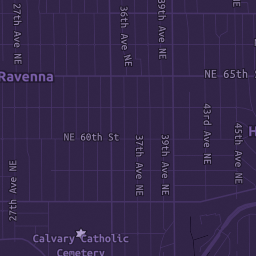 27th Ave NE
36th Ave NE
39th Ave NE
Ravenna
NE 65th S
NE 60th St
43rd Ave NE
37th Ave NE
39th Ave NE
45th Ave NE
H
27th Ave NE
Calvary Catholic
Cemetery